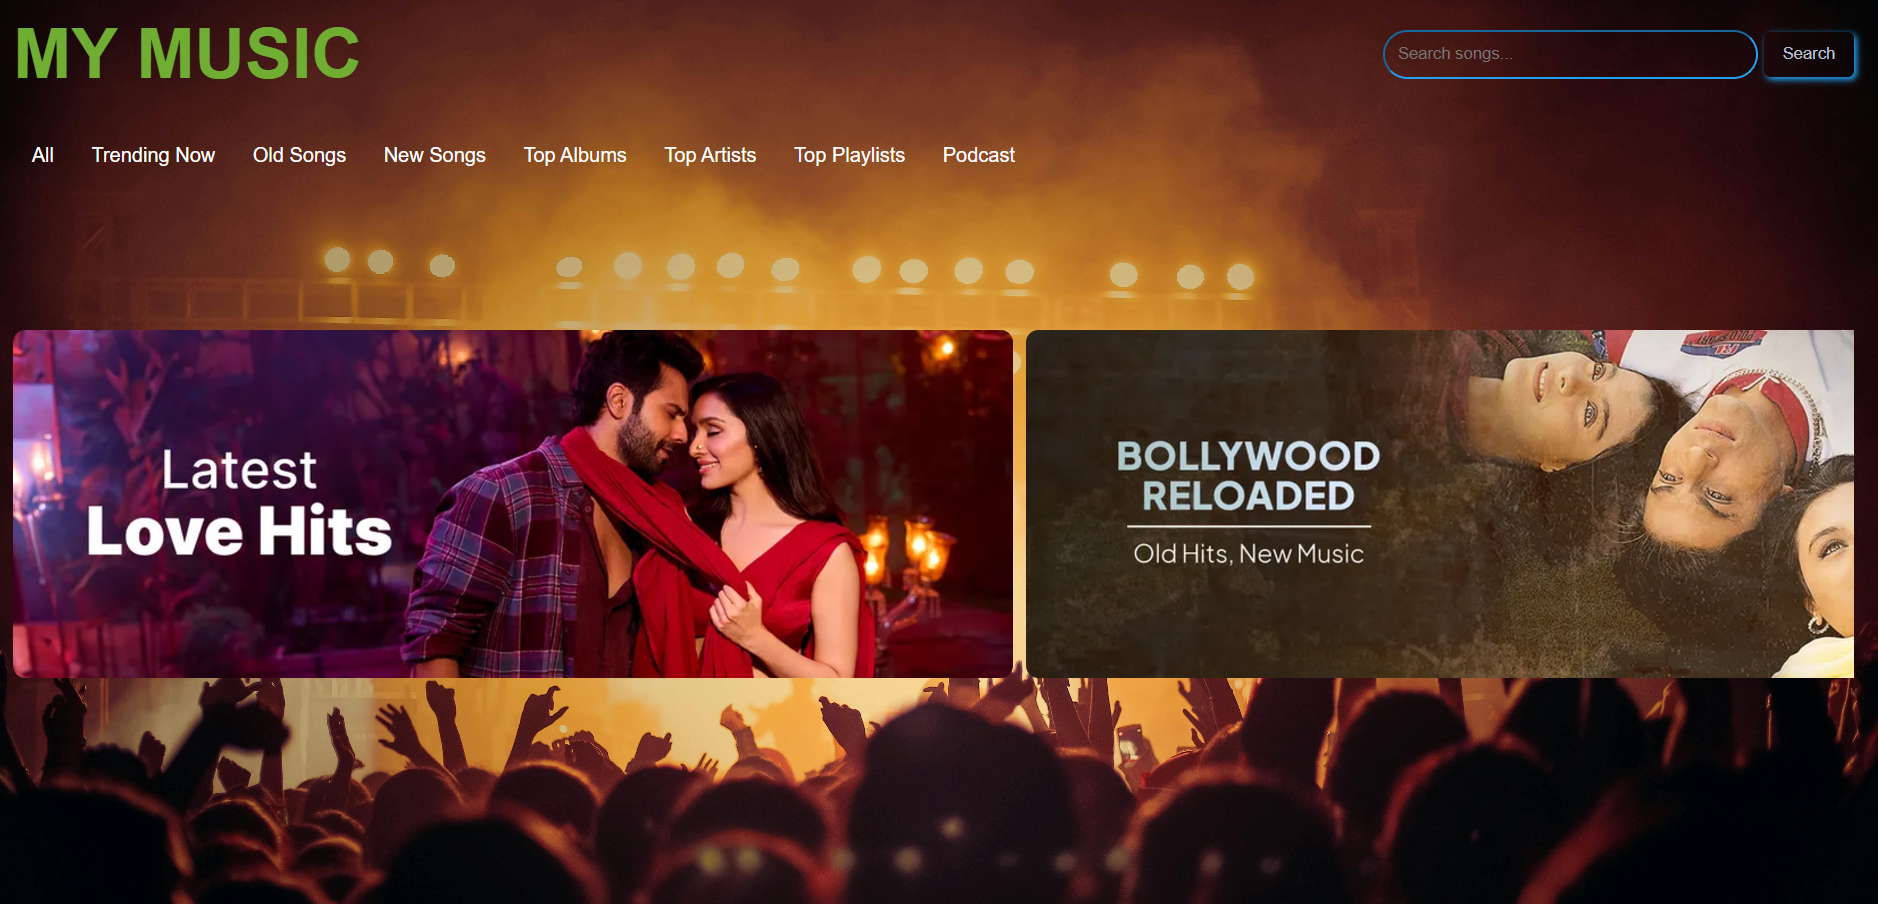 MY MUSIC
Search songs...
Search
All
Trending Now
Old Songs
New Songs
Top Albums
Top Artists
Top Playlists
Podcast
Latest
Love Hits
BOLLYWOOD
RELOADED
Old Hits, New Music